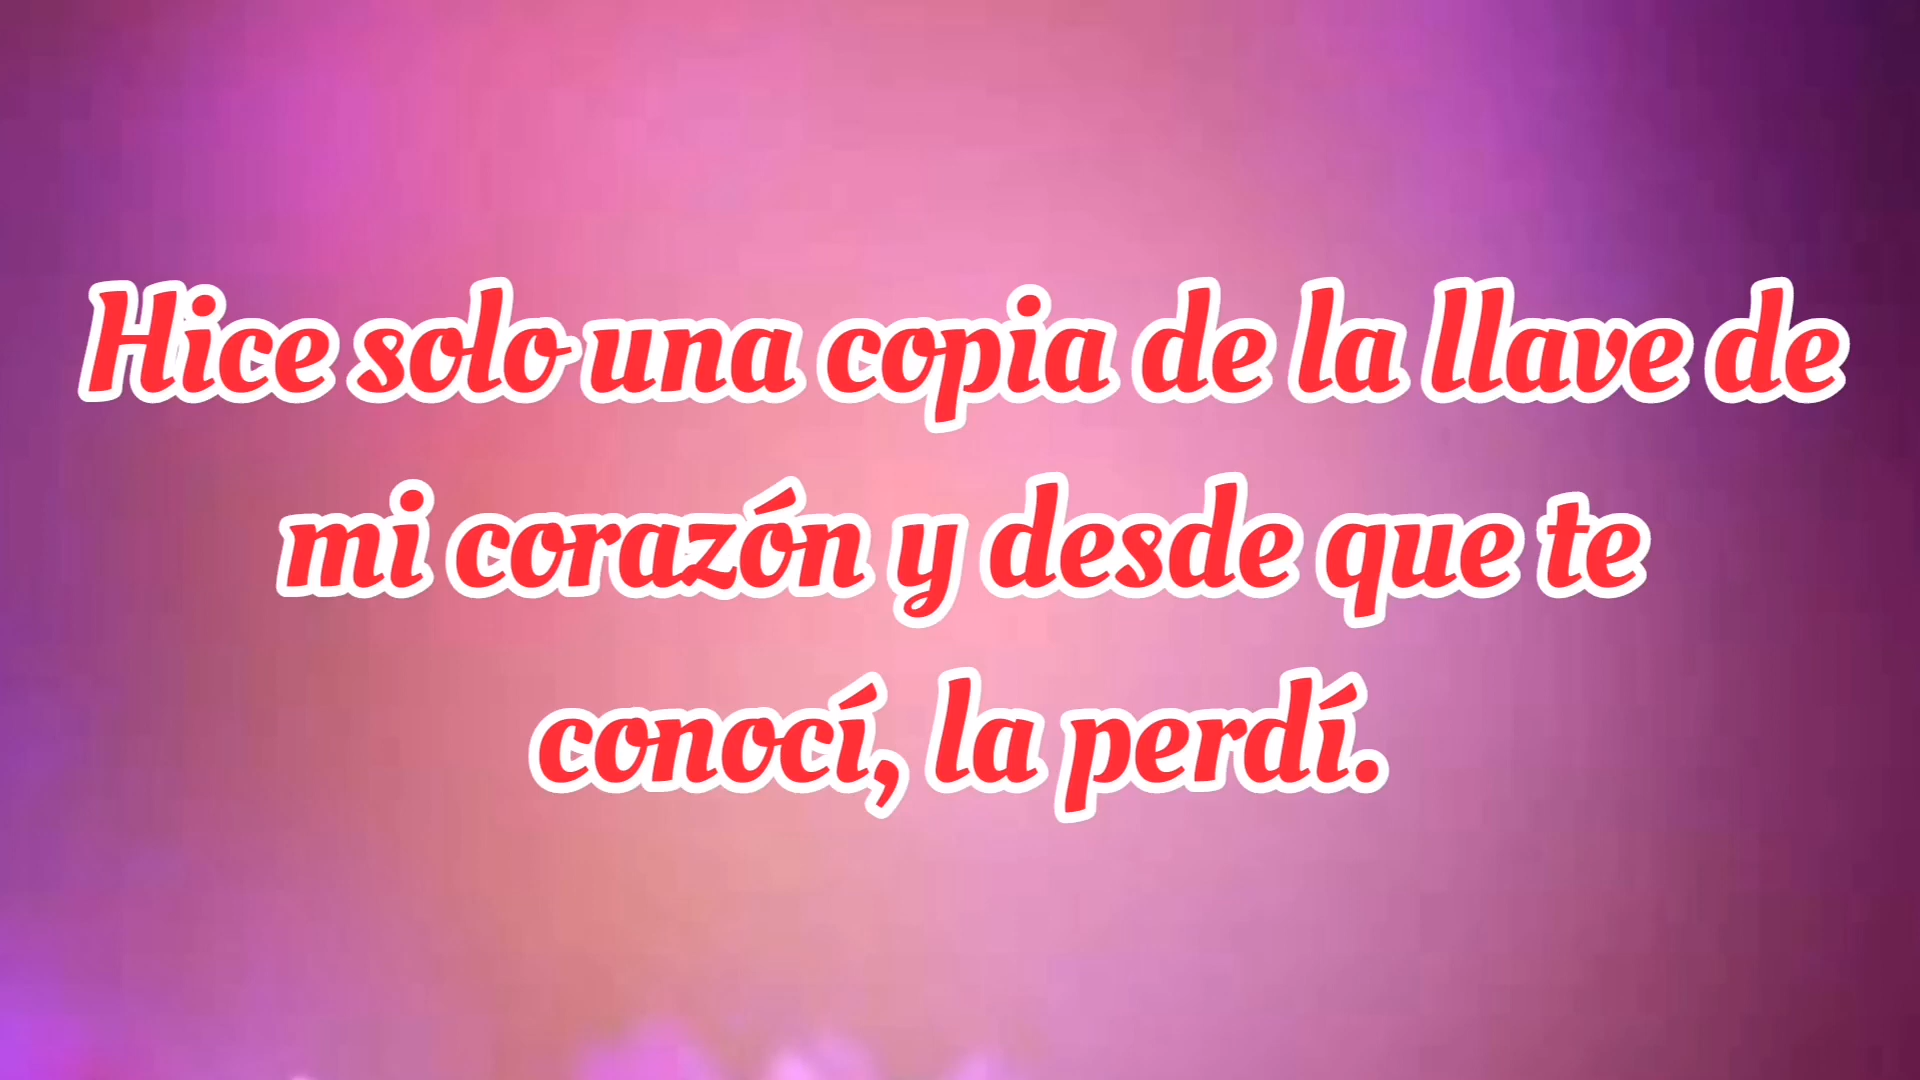 Hice solo una copia de la llave de
mi corazón y desde que te
conocí, la perdí.